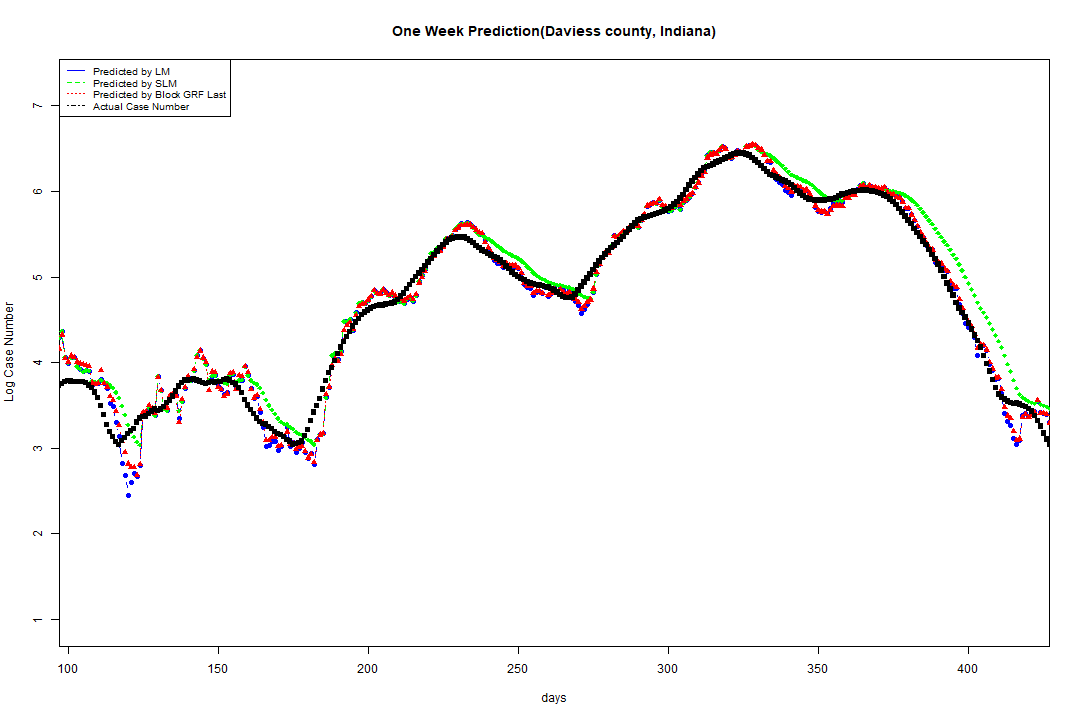 One Week Prediction(Daviess county, Indiana)
Predicted by LM
Predicted by SLM
Predicted by Block GRF Last
Actual Case Number
Log Case Number
7
6
5
4
3
2
1
100 150 200 250 300 350 400
days